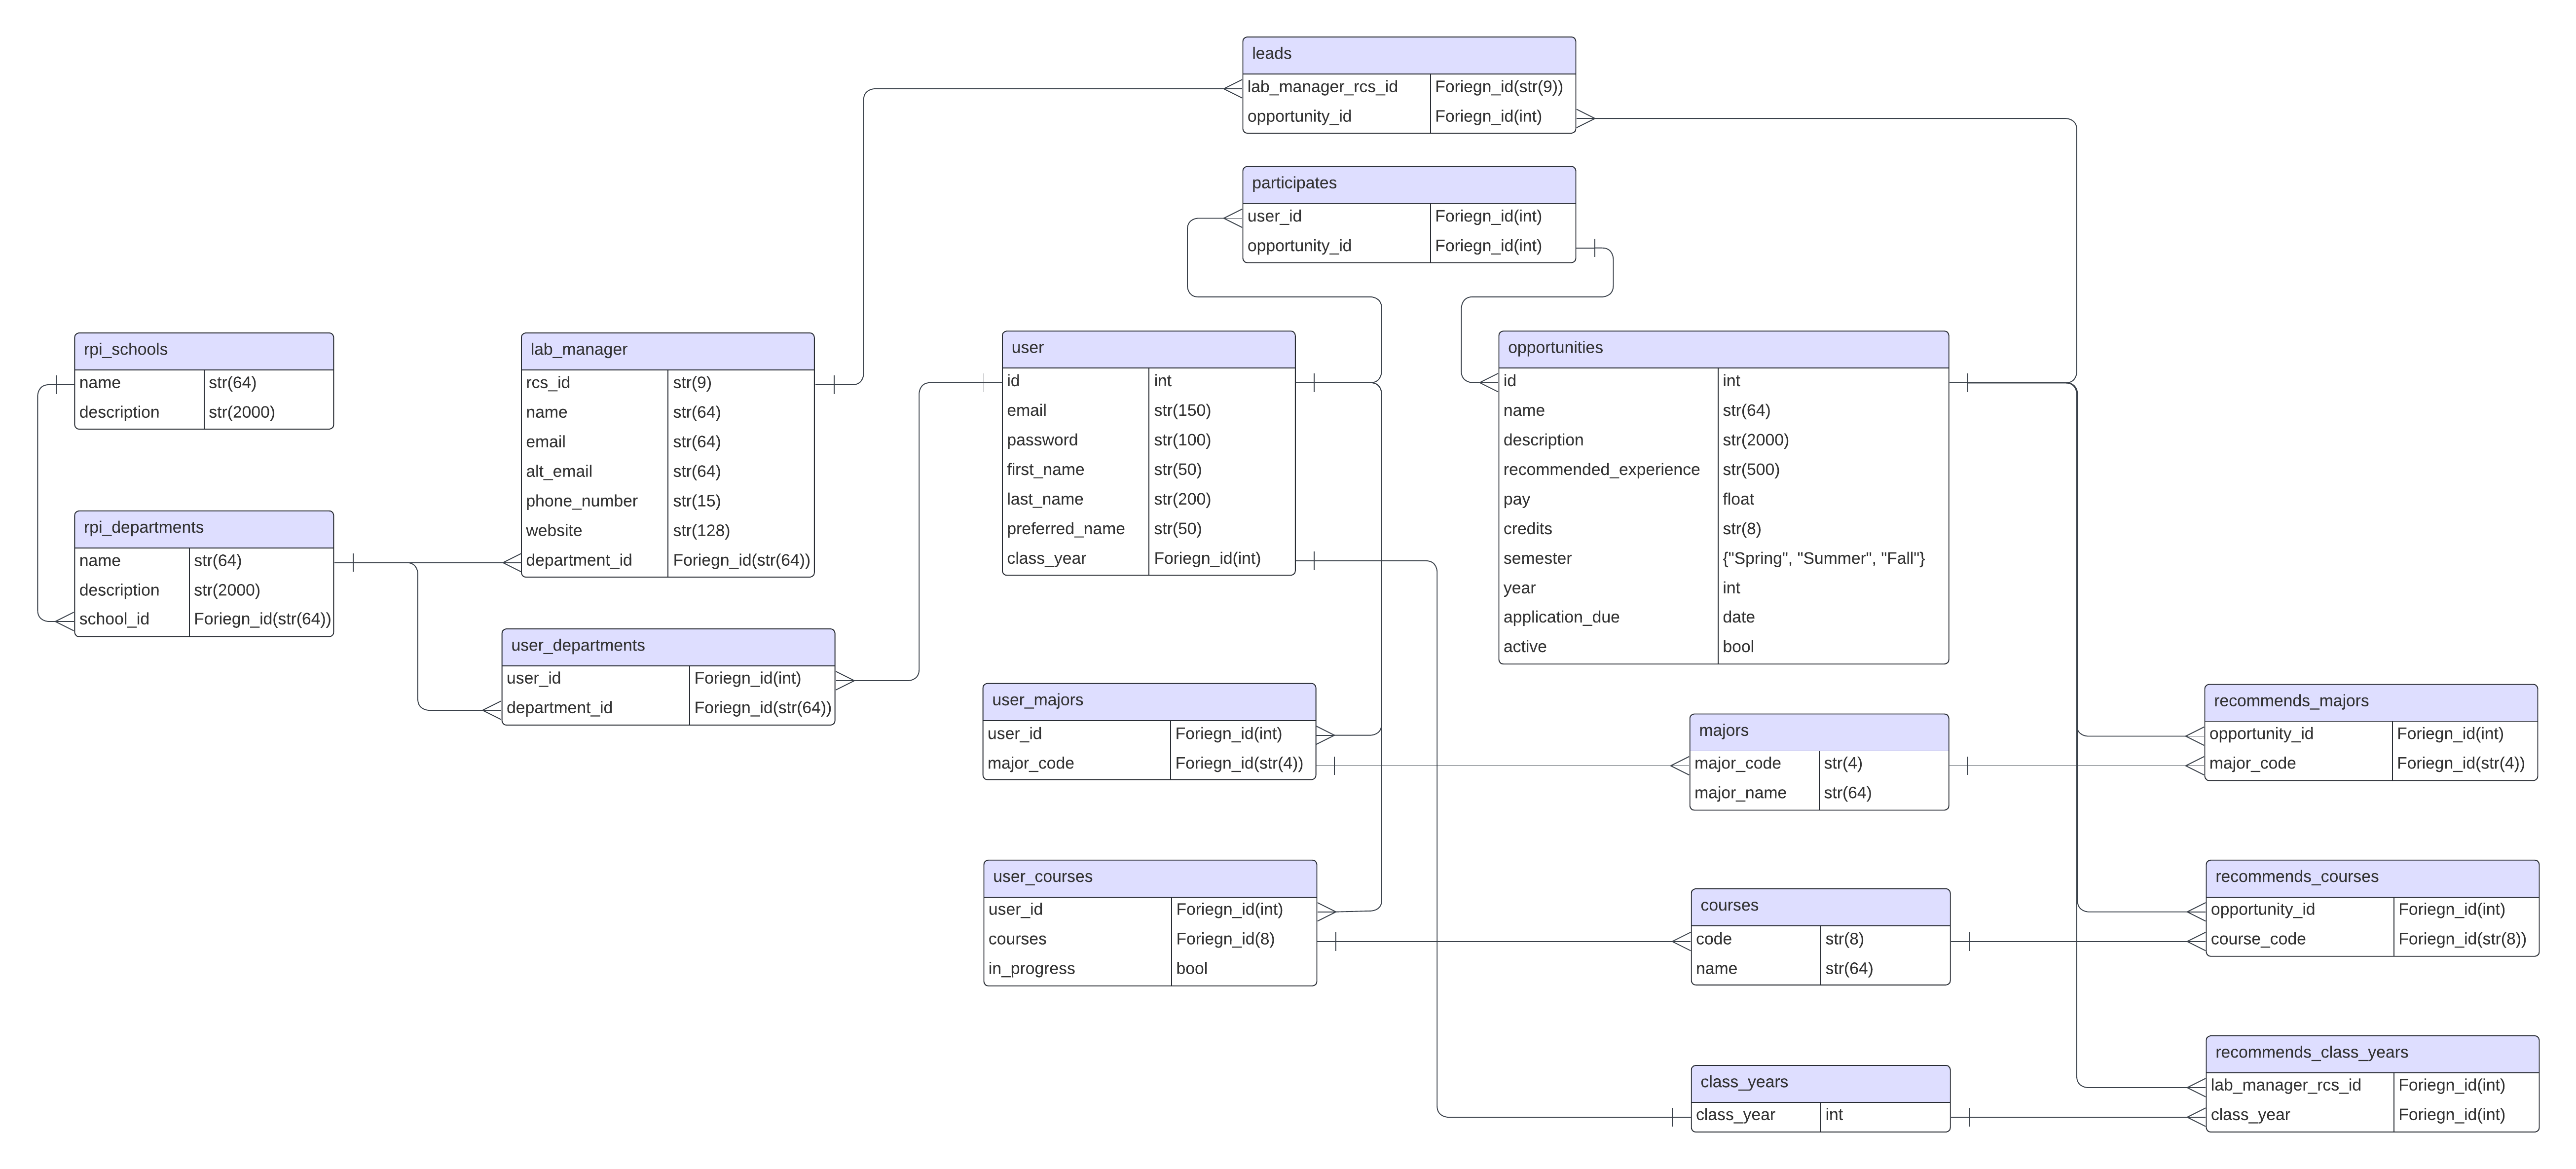 leads
lab_manager_rcs_id Foriegn_id(str(9))
opportunity_id Foriegn_id(int)
participates
user_id Foriegn_id(int)
opportunity_id Foriegn_id(int)
rpi_schools
name str(64)
description str(2000)
rpi_departments
name str(64)
description str(2000)
school_id Foriegn_id(str(64))
lab_manager
rcs_id str(9)
name str(64)
email str(64)
alt_email str(64)
phone_number str(15)
website str(128)
department_id Foriegn_id(str(64))
user_departments
user_id Foriegn_id(int)
department_id Foriegn_id(str(64))
user
id int
email str(150)
password str(100)
first_name str(50)
last_name str(200)
preferred_name str(50)
class_year Foriegn_id(int)
user_majors
user_id Foriegn_id(int)
major_code Foriegn_id(str(4))
user_courses
user_id Foriegn_id(int)
courses Foriegn_id(8)
in_progress bool
opportunities
id int
name str(64)
description str(2000)
recommended_experience str(500)
pay float
credits str(8)
semester {"Spring", "Summer", "Fall"}
year int
application_due date
active bool
majors
major_code str(4)
major_name str(64)
courses
code str(8)
name str(64)
class_years
class_year int
recommends_majors
opportunity_id Foriegn_id(int)
major_code Foriegn_id(str(4))
recommends_courses
opportunity_id Foriegn_id(int)
course_code Foriegn_id(str(8))
recommends_class_years
lab_manager_rcs_id Foriegn_id(int)
class_year Foriegn_id(int)